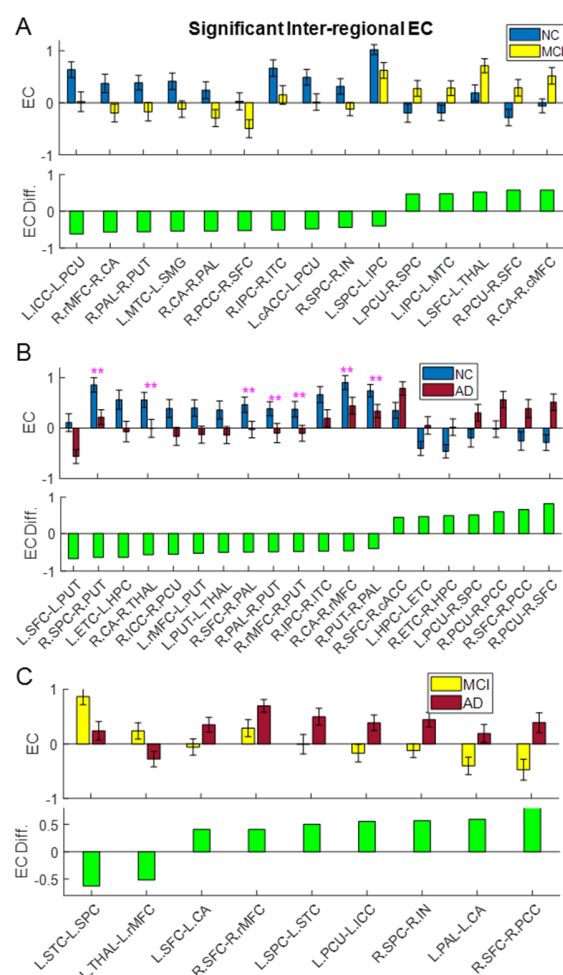 A
Significant Inter-regional EC
NC
MCI
EC
1
0
-1
EC Diff.
1
0
-1
L.ICC-L.PCU
R.rMFC-R.CA
R.PAL-R.PUT
L.MTC-L.SMG
R.CA-R.PAL
R.PCC-R.SFC
R.IPC-R.ITC
L.cACC-L.PCU
R.SPC-R.IN
L.SPC-L.IPC
L.PCU-R.SPC
L.IPC-L.MTC
L.SFC-L.THAL
R.PCU-R.SFC
R.CA-R.cMFC
B
NC
AD
EC
1
0
-1
** ** ** ** ** ** **
EC Diff.
1
0
-1
L.SFC-L.PUT
R.SPC-R.PUT
L.ETC-L.HPC
R.CA-R.THAL
R.ICC-R.PCU
L.rMFC-L.PUT
L.PUT-L.THAL
R.SFC-R.PAL
R.PAL-R.PUT
R.rMFC-R.PUT
R.IPC-R.ITC
R.CA-R.rMFC
R.PUT-R.PAL
R.SFC-R.cACC
L.HPC-L.ETC
R.ETC-R.HPC
L.PCU-R.SPC
R.PCU-R.PCC
R.SFC-R.PCC
R.PCU-R.SFC
C
MCI
AD
EC
1
0
-1
EC Diff.
0.5
0
-0.5
L.STC-L.SPC
L.THAL-L.rMFC
L.SFC-L.CA
R.SFC-R.rMFC
L.SPC-L.STC
L.PCU-L.ICC
R.SPC-R.IN
L.PAL-L.CA
R.SFC-R.PCC